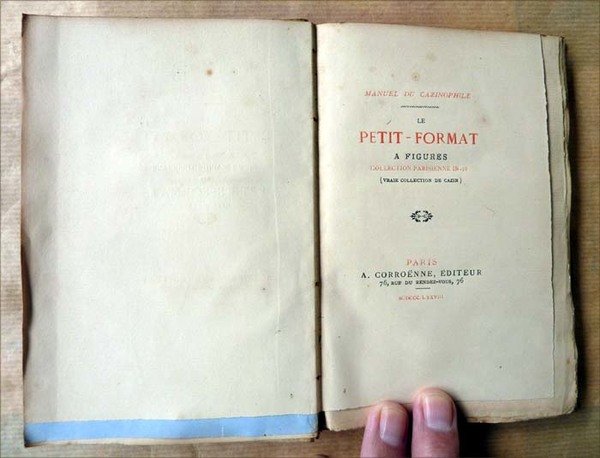 MANUEL DU CAZINOPHILE
LE
PETIT-FORMAT
A FIGURES
COLLECTION PARISIENNE IN-18
(VRAIE COLLECTION DE CAZIN)
PARIS
A. CORROËNNE, ÉDITEUR
76, RUE DU RENDEZ-VOUS, 76